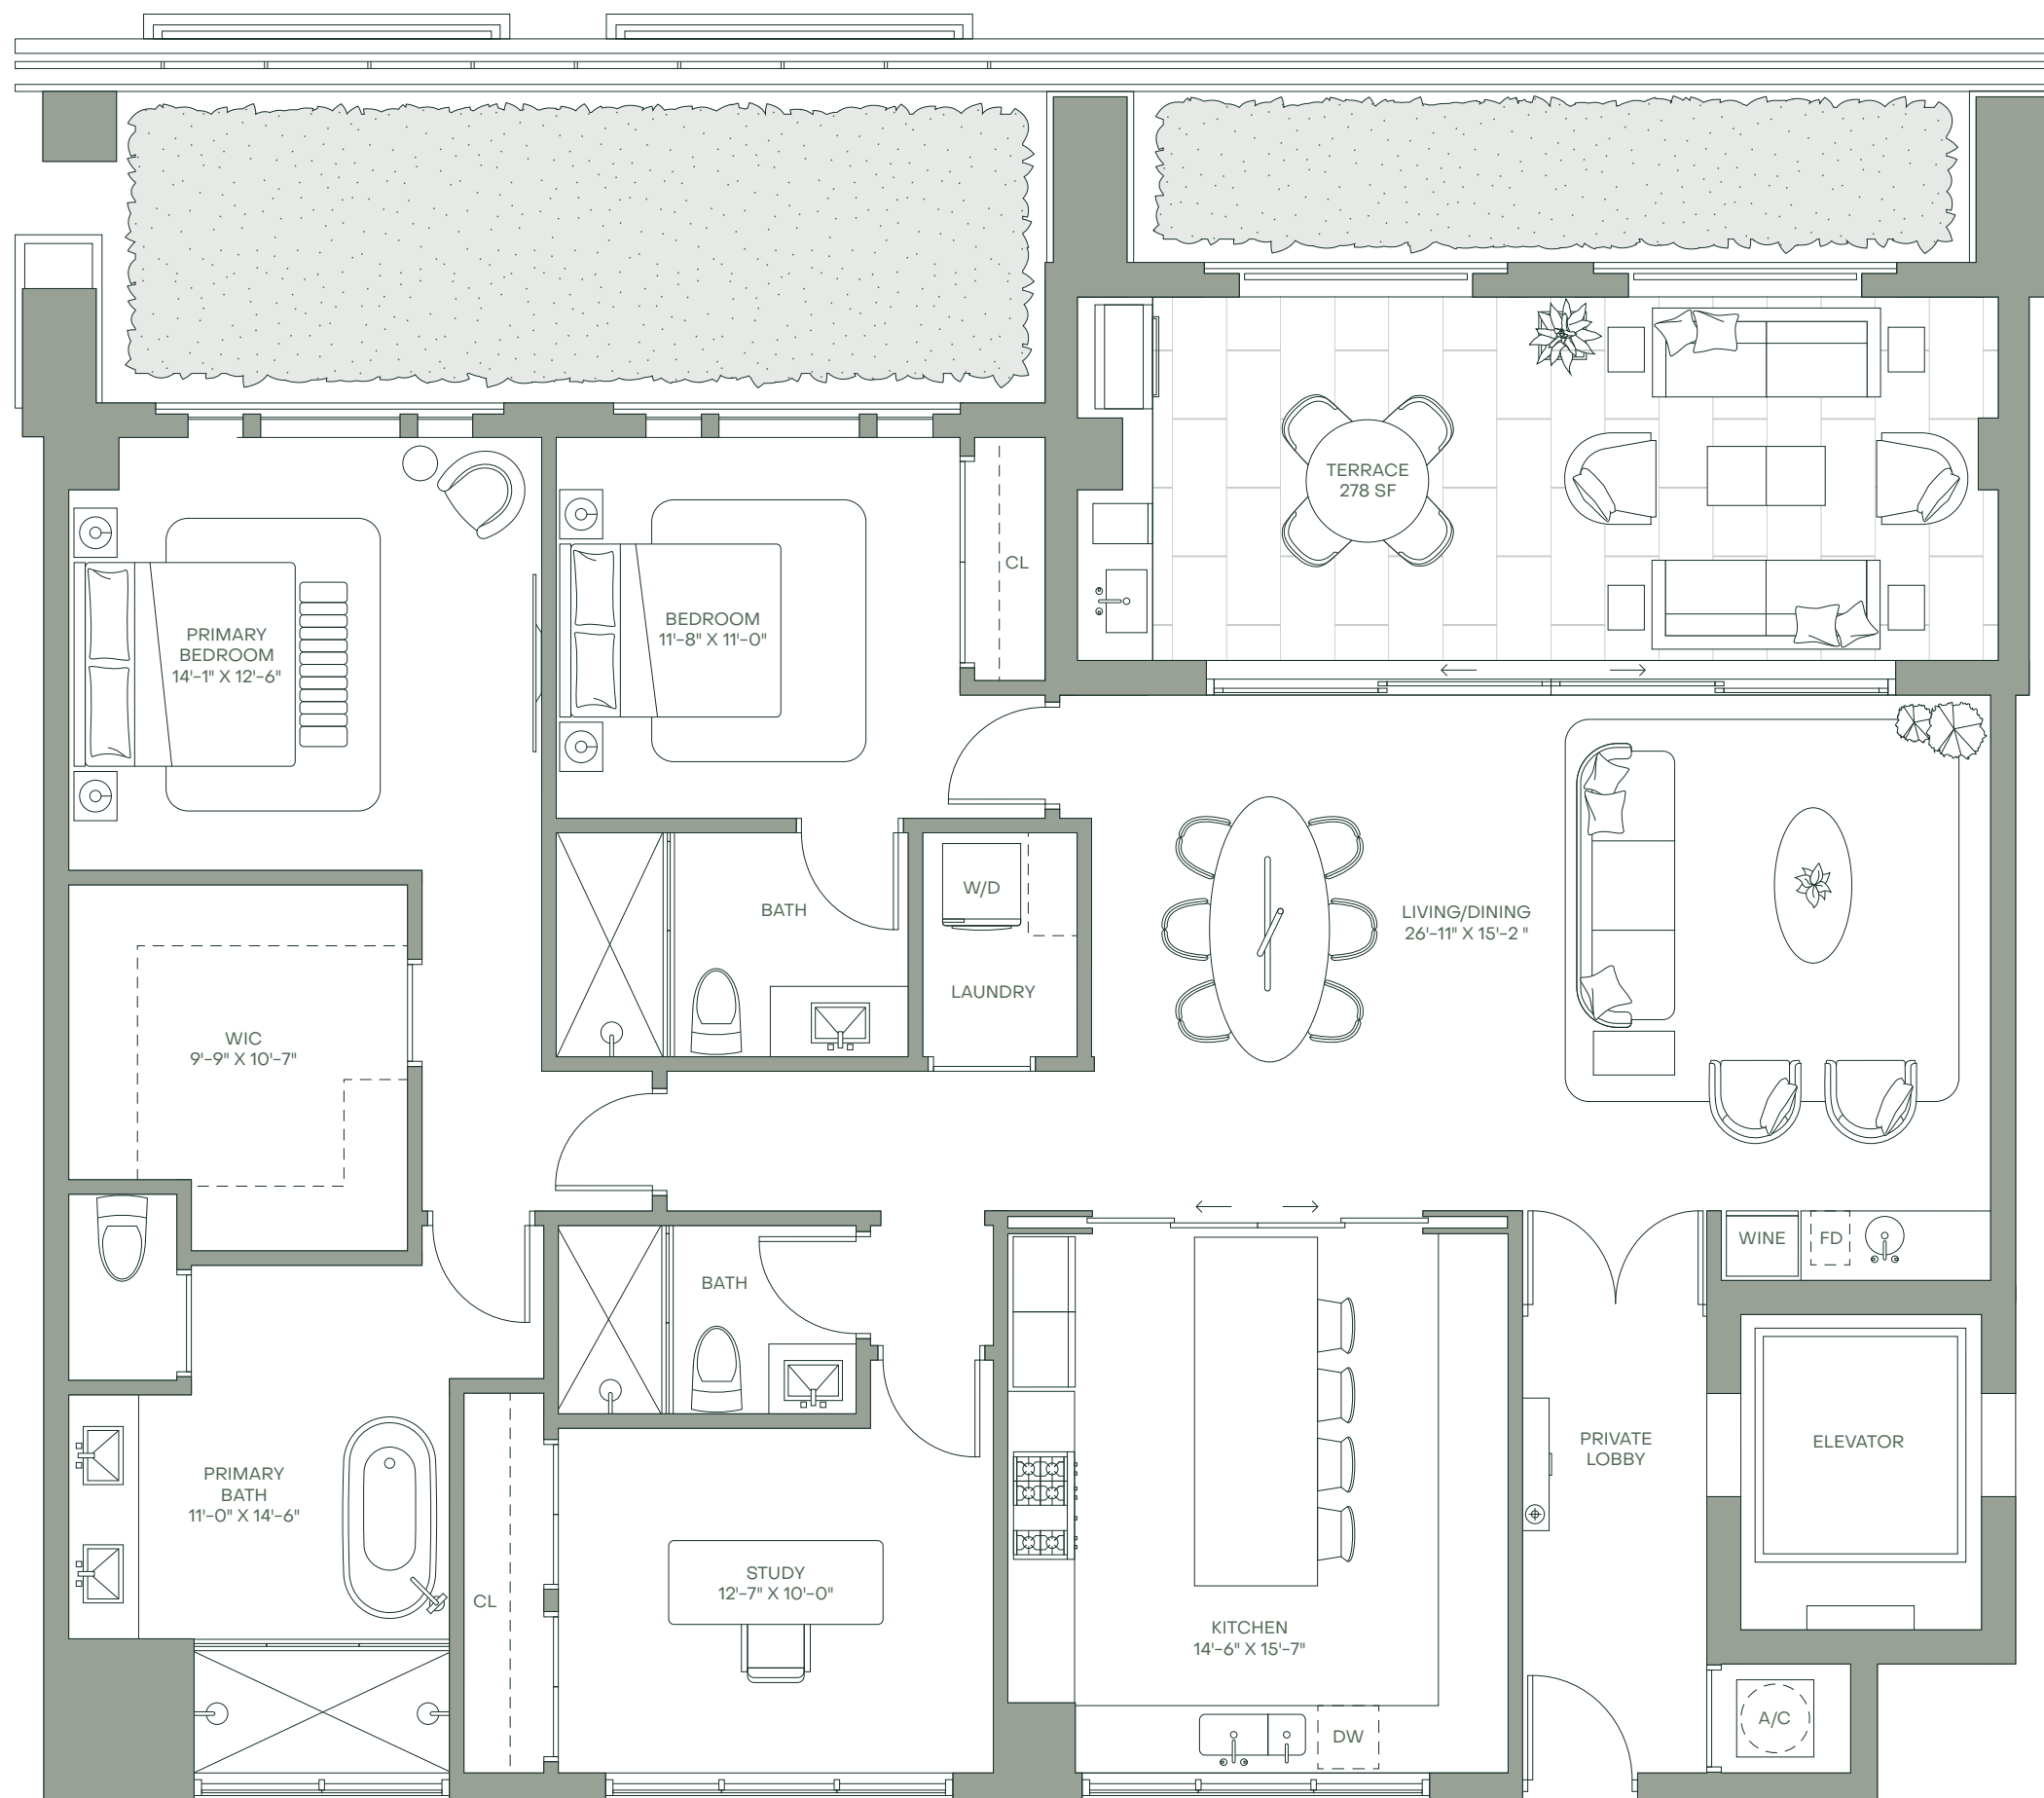 TERRACE
278 SF
CL
BEDROOM
11'-8" X 11'-0"
PRIMARY
BEDROOM
14'-1" X 12'-6"
W/D
BATH
LIVING/DINING
26'-11" X 15'-2 "
LAUNDRY
WIC
9'-9" X 10'-7"
WINE
FD
BATH
PRIVATE
LOBBY
ELEVATOR
PRIMARY
BATH
11'-0" X 14'-6"
STUDY
12'-7" X 10'-0"
CL
KITCHEN
14'-6" X 15'-7"
DW
A/C